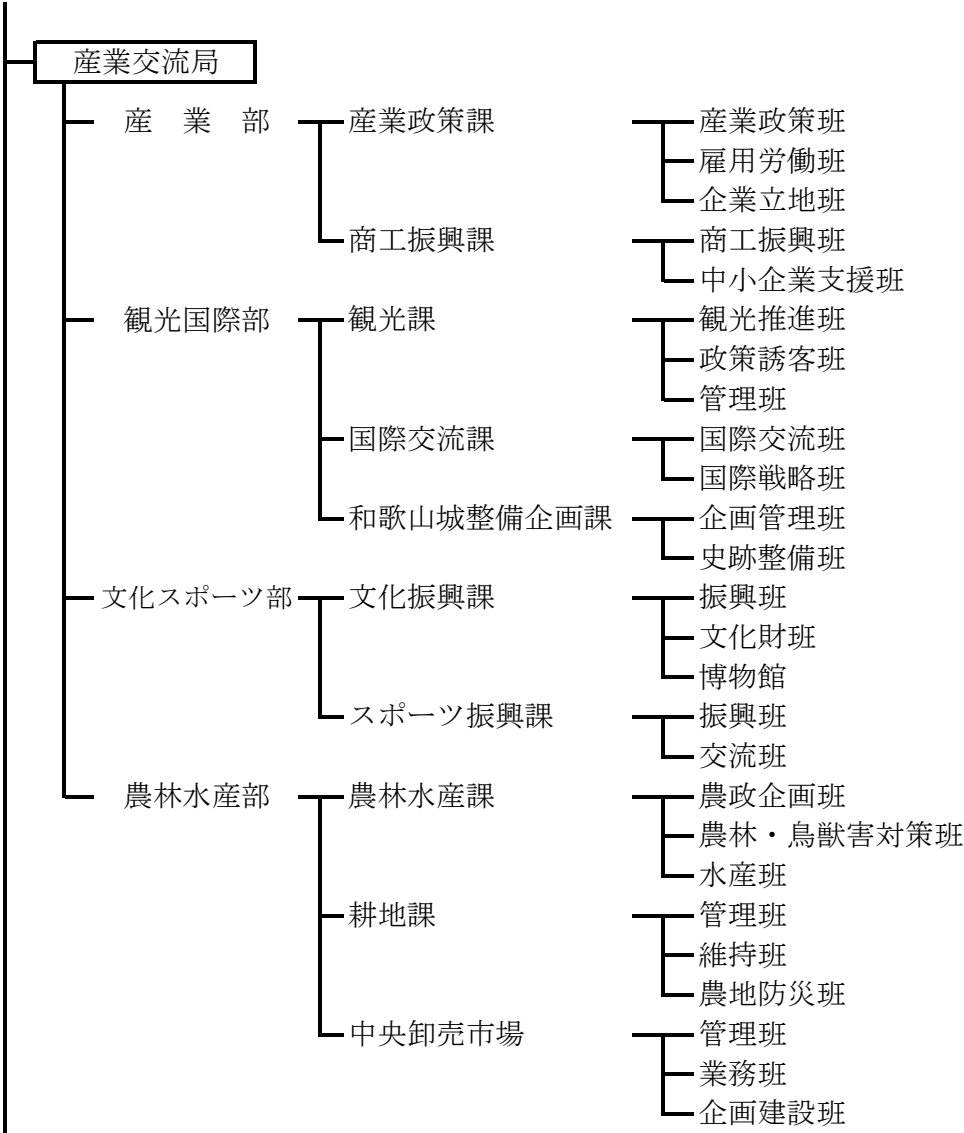 産業交流局
産　業　部 産業政策課 産業政策班
雇用労働班
企業立地班
商工振興課 商工振興班
中小企業支援班
観光国際部 観光課 観光推進班
政策誘客班
管理班
国際交流課 国際交流班
国際戦略班
和歌山城整備企画課 企画管理班
史跡整備班
文化スポーツ部 文化振興課 振興班
文化財班
博物館
スポーツ振興課 振興班
交流班
農林水産部 農林水産課 農政企画班
農林・鳥獣害対策班
水産班
耕地課 管理班
維持班
農地防災班
中央卸売市場 管理班
業務班
企画建設班